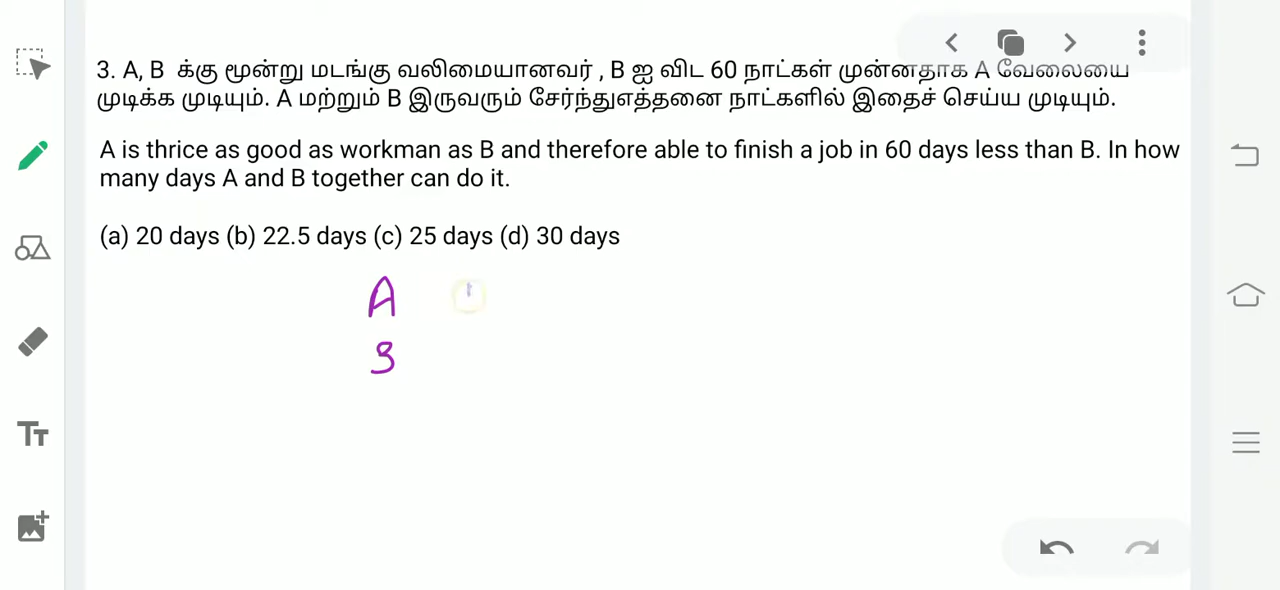 3. A, B க்கு மூன்று மடங்கு வலிமையானவர் , B ஐ விட 60 நாட்கள் முன்னதாக A வேலையை
முடிக்க முடியும். A மற்றும் B இருவரும் சேர்ந்துஎத்தனை நாட்களில் இதைச் செய்ய முடியும்.
A is thrice as good as workman as B and therefore able to finish a job in 60 days less than B. In how
many days A and B together can do it.
(a) 20 days (b) 22.5 days (c) 25 days (d) 30 days
A
B
TT